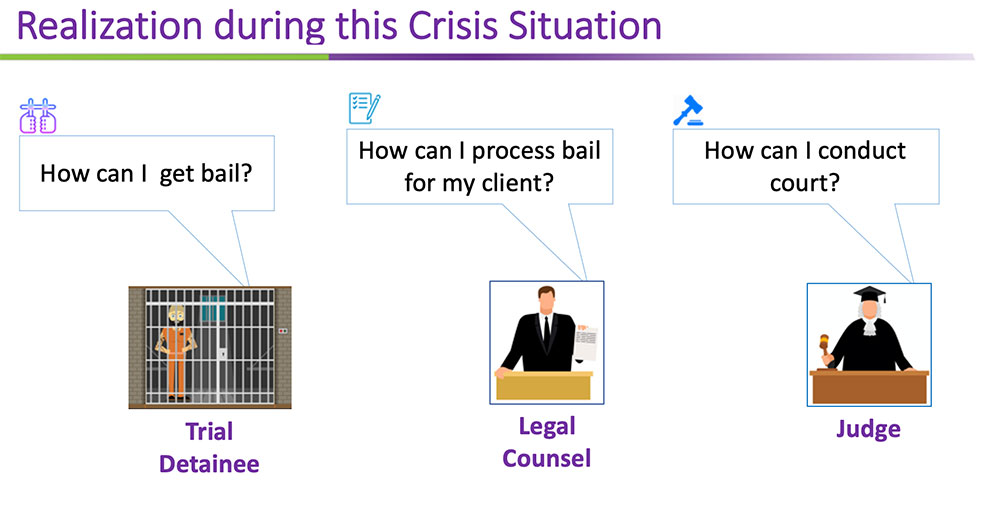 Realization during this Crisis Situation
How can I get bail?
How can I process bail
for my client?
How can I conduct
court?
Trial
Detainee
Legal
Counsel
Judge